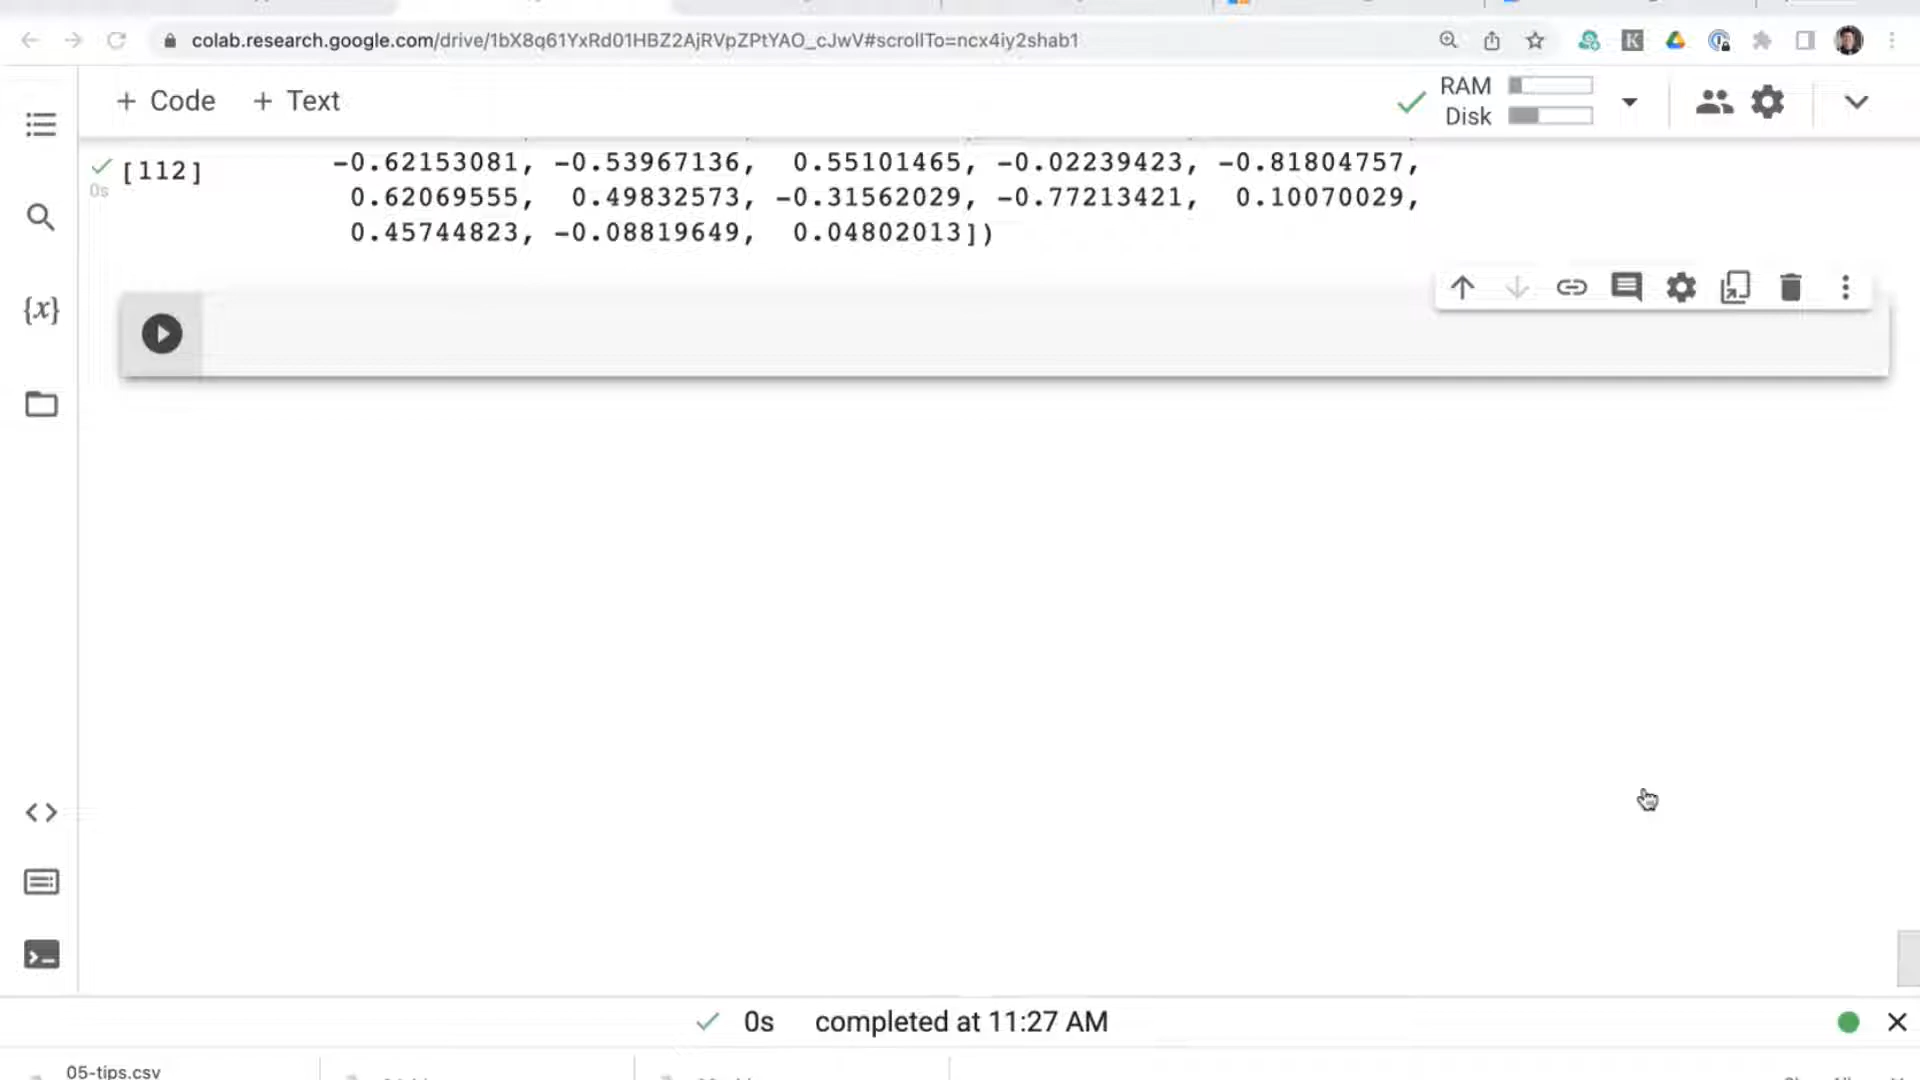 colab.research.google.com/drive/1bX8q61YxRd01HBZ2AjRVpZPtYAO_cJwV#scrollTo=ncx4iy2shab1
+ Code + Text
RAM
Disk
[112]
0s
-0.62153081, -0.53967136, 0.55101465, -0.02239423, -0.81804757,
0.62069555, 0.49832573, -0.31562029, -0.77213421, 0.10070029,
0.45744823, -0.08819649, 0.04802013])
{x}
0s completed at 11:27 AM
05-tips.csv